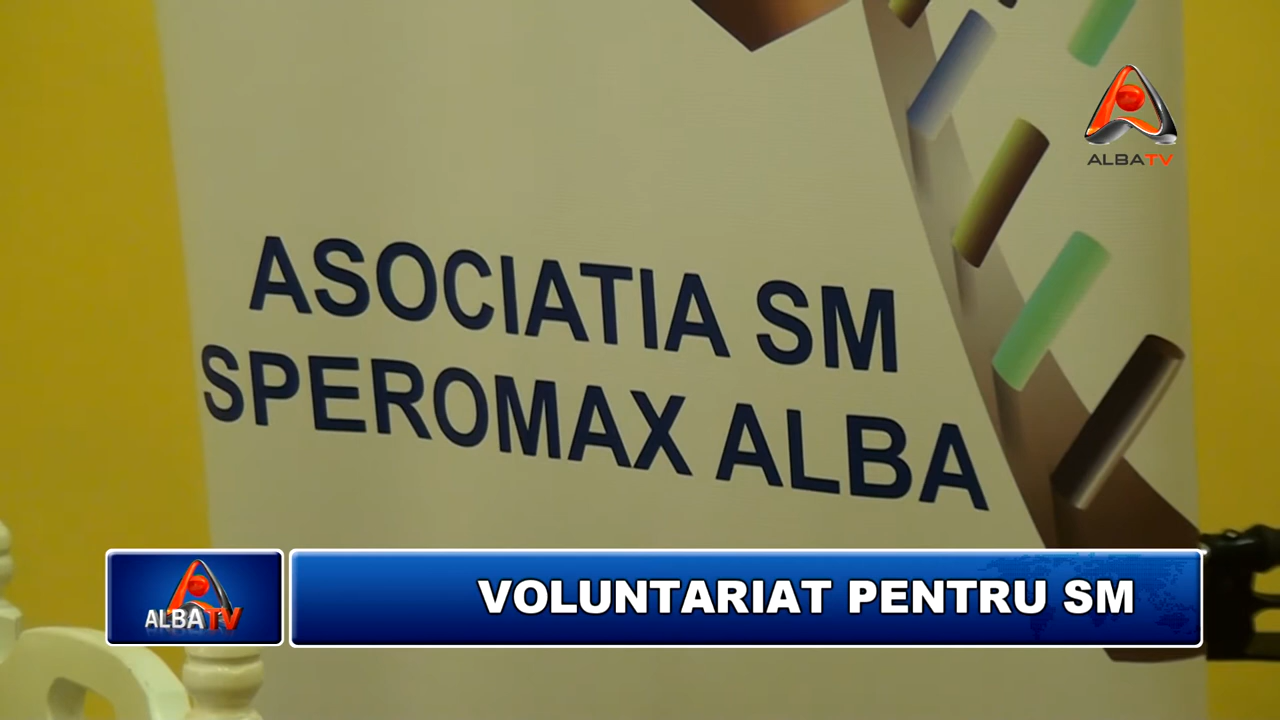 ALBATV
ASOCIATIA SM
SPEROMAX ALBA
ALBATV
VOLUNTARIAT PENTRU SM